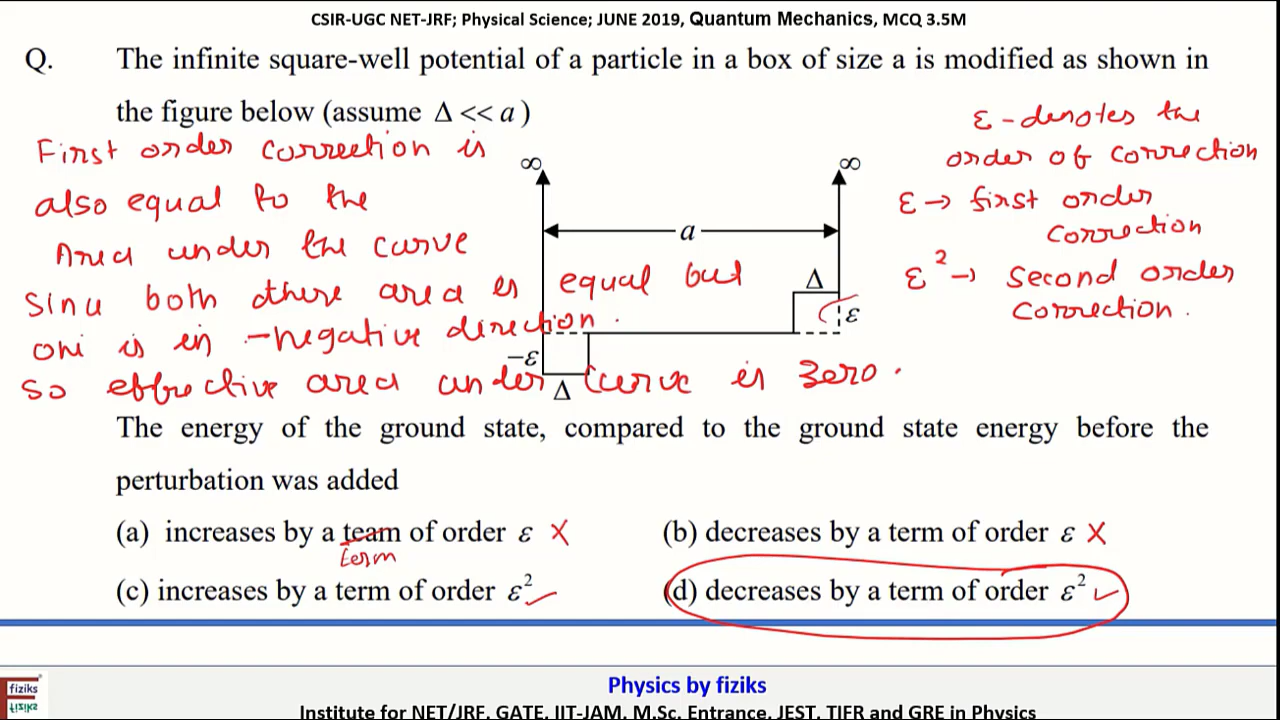 CSIR-UGC NET-JRF; Physical Science; JUNE 2019, Quantum Mechanics, MCQ 3.5M
Q. The infinite square-well potential of a particle in a box of size a is modified as shown in
the figure below (assume Δ << a )
First order correction is
also equal to the
Area under the curve
Sinu both there area is equal but
oni is in -negative direction.
so effective area under curve is zero.
ε - denotes the
order of correction
ε → first order
correction
ε² → second order
correction.
∞ ∞
a
Δ
ε
-ε
Δ
The energy of the ground state, compared to the ground state energy before the
perturbation was added
(a) increases by a team of order ε X
term
(b) decreases by a term of order ε X
(c) increases by a term of order ε²
(d) decreases by a term of order ε²
fiziks
Physics by fiziks
Institute for NET/JRF, GATE, IIT-JAM, M.Sc. Entrance, JEST, TIFR and GRE in Physics